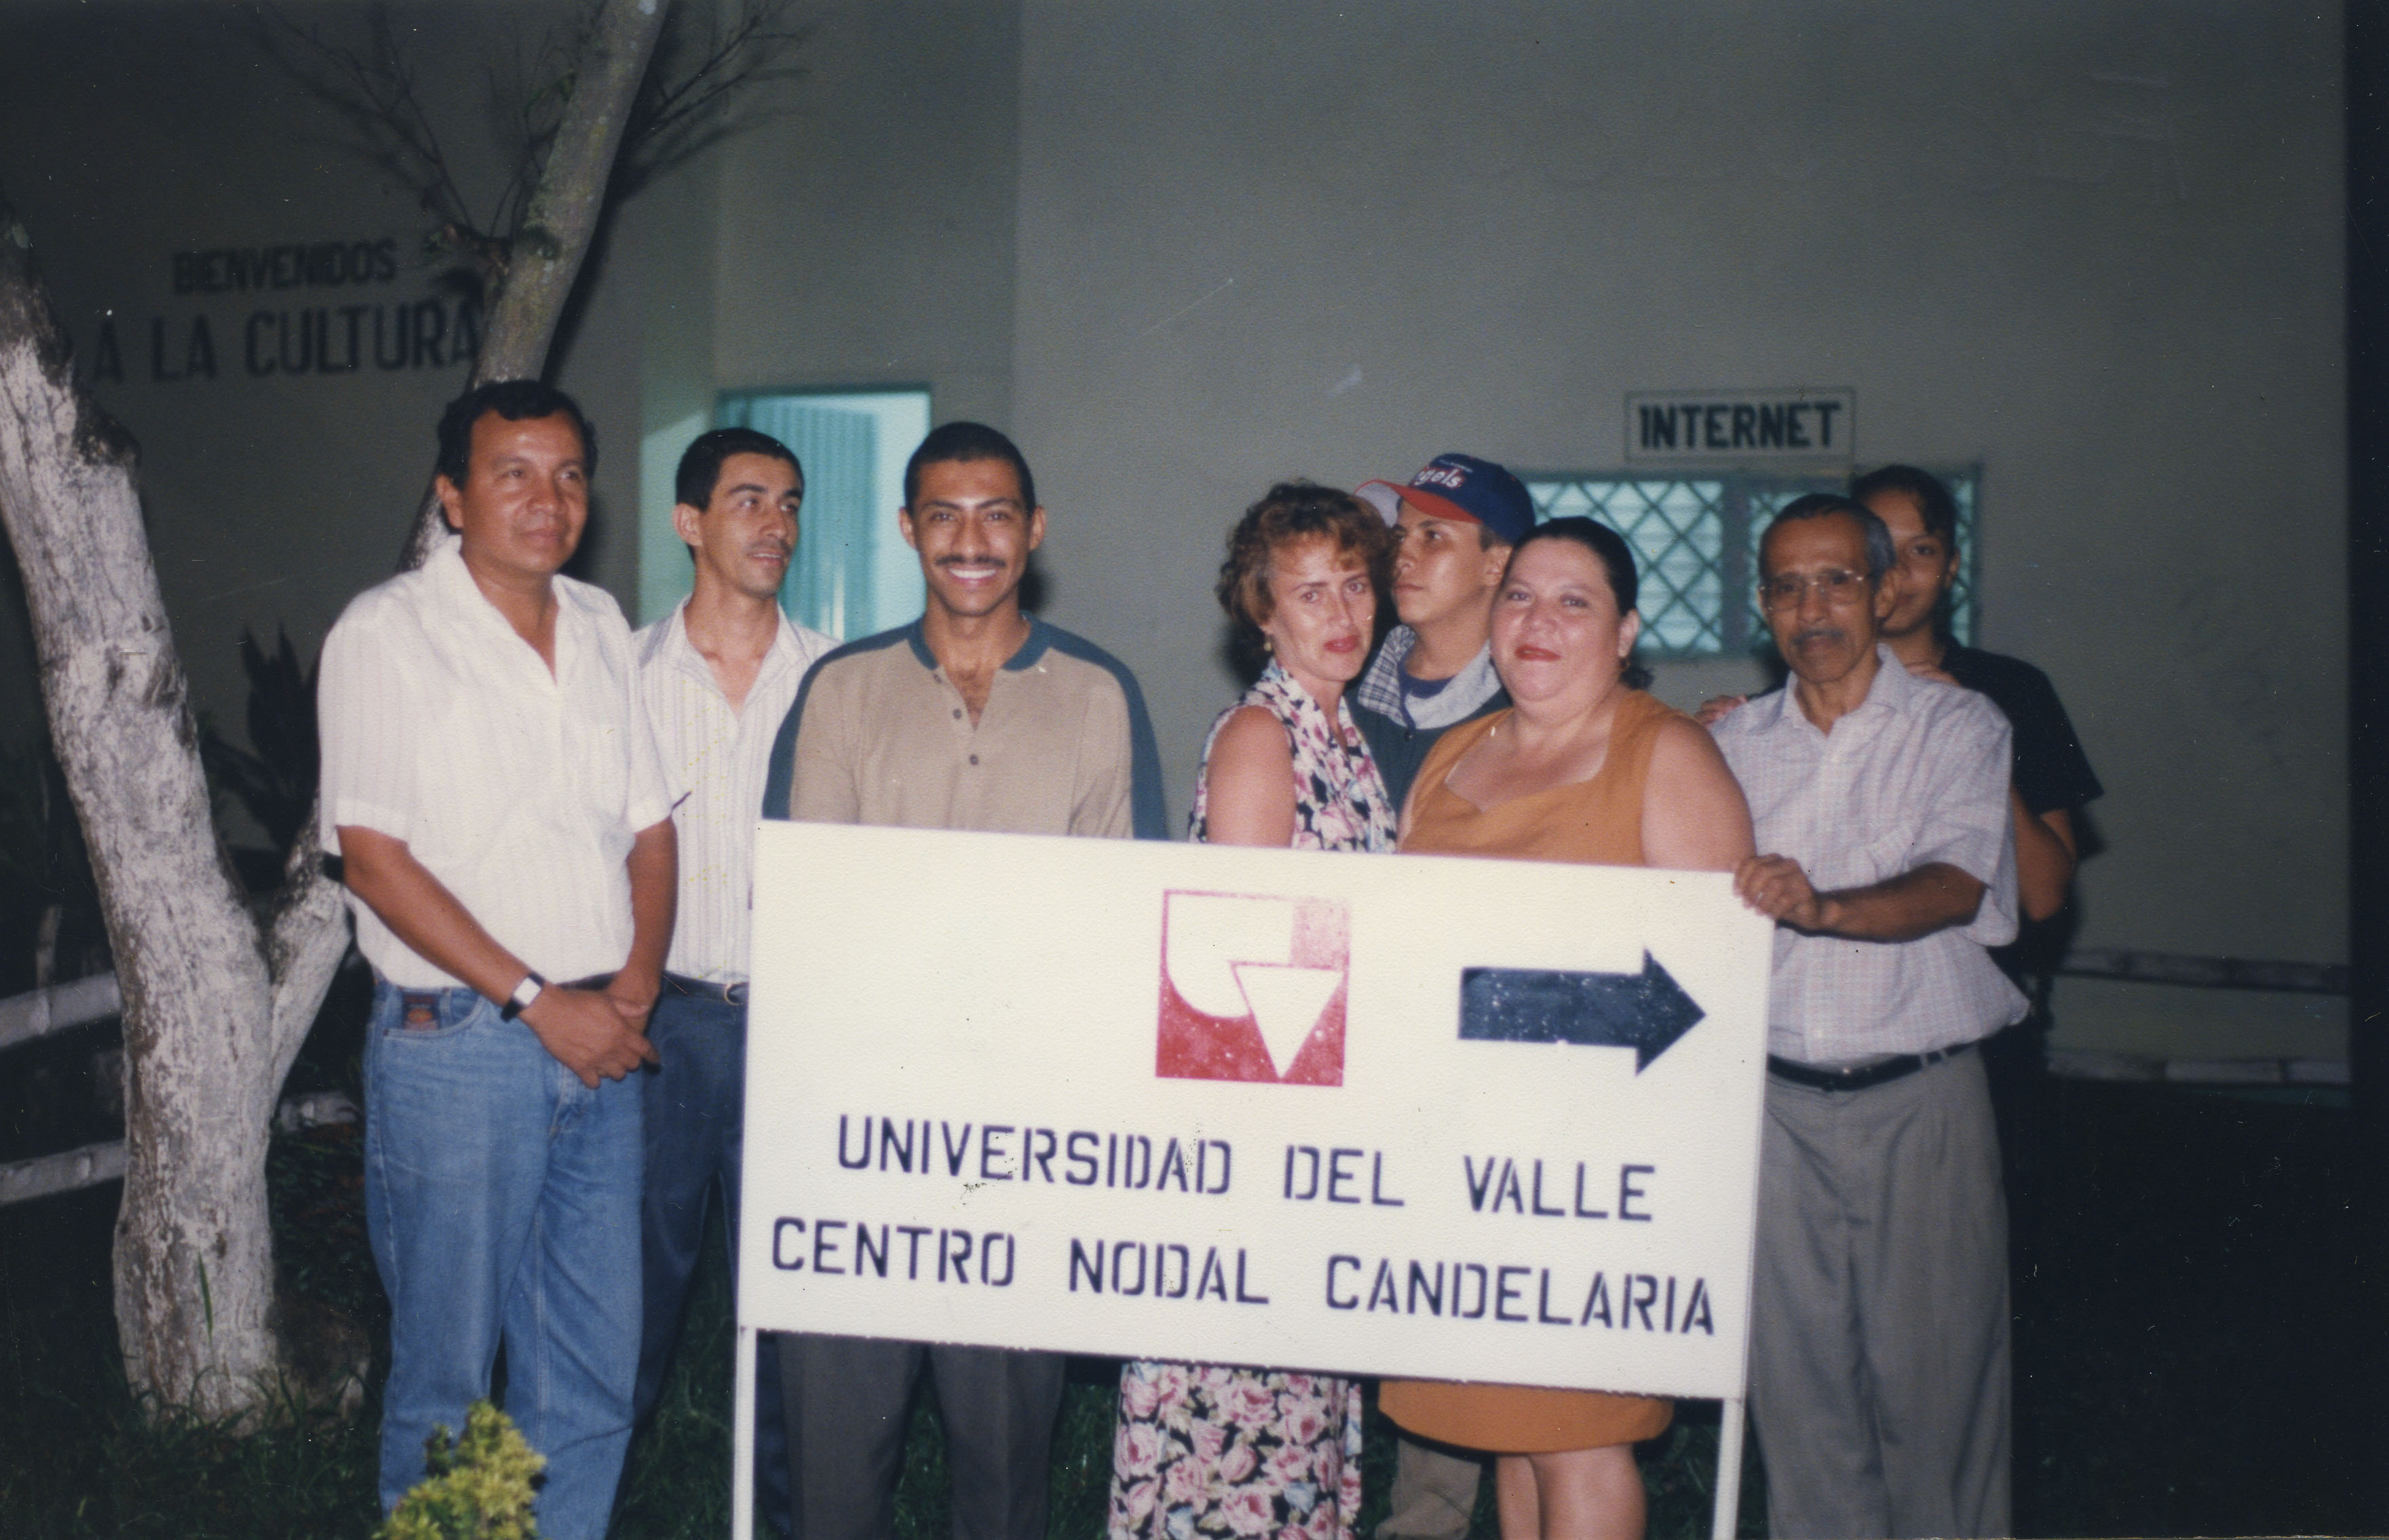 BIENVENIDOS
A LA CULTURA
INTERNET
UNIVERSIDAD DEL VALLE
CENTRO NODAL CANDELARIA